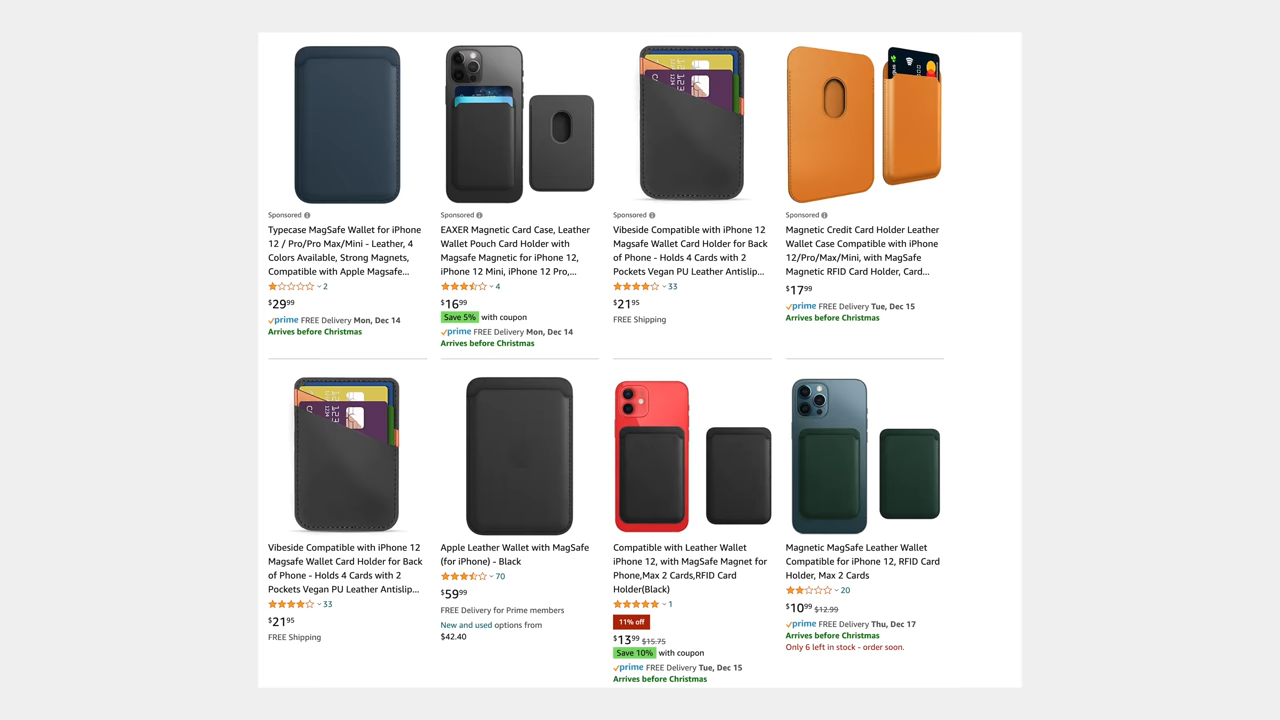 Sponsored
Typecase MagSafe Wallet for iPhone
12 / Pro/Pro Max/Mini - Leather, 4
Colors Available, Strong Magnets,
Compatible with Apple Magsafe...
2
$29.99
prime FREE Delivery Mon, Dec 14
Arrives before Christmas
Sponsored
EAXER Magnetic Card Case, Leather
Wallet Pouch Card Holder with
Magsafe Magnetic for iPhone 12,
iPhone 12 Mini, iPhone 12 Pro,...
4
$16.99
Save 5% with coupon
prime FREE Delivery Mon, Dec 14
Arrives before Christmas
Sponsored
Vibeside Compatible with iPhone 12
Magsafe Wallet Card Holder for Back
of Phone - Holds 4 Cards with 2
Pockets Vegan PU Leather Antislip...
33
$21.95
FREE Shipping
Sponsored
Magnetic Credit Card Holder Leather
Wallet Case Compatible with iPhone
12/Pro/Max/Mini, with MagSafe
Magnetic RFID Card Holder, Card...
$17.99
prime FREE Delivery Tue, Dec 15
Arrives before Christmas
Vibeside Compatible with iPhone 12
Magsafe Wallet Card Holder for Back
of Phone - Holds 4 Cards with 2
Pockets Vegan PU Leather Antislip...
33
$21.95
FREE Shipping
Apple Leather Wallet with MagSafe
(for iPhone) - Black
70
$59.99
FREE Delivery for Prime members
New and used options from
$42.40
Compatible with Leather Wallet
iPhone 12, with MagSafe Magnet for
Phone,Max 2 Cards,RFID Card
Holder(Black)
1
11% off
$13.99 $15.75
Save 10% with coupon
prime FREE Delivery Tue, Dec 15
Arrives before Christmas
Magnetic MagSafe Leather Wallet
Compatible for iPhone 12, RFID Card
Holder, Max 2 Cards
20
$10.99 $12.99
prime FREE Delivery Thu, Dec 17
Arrives before Christmas
Only 6 left in stock - order soon.